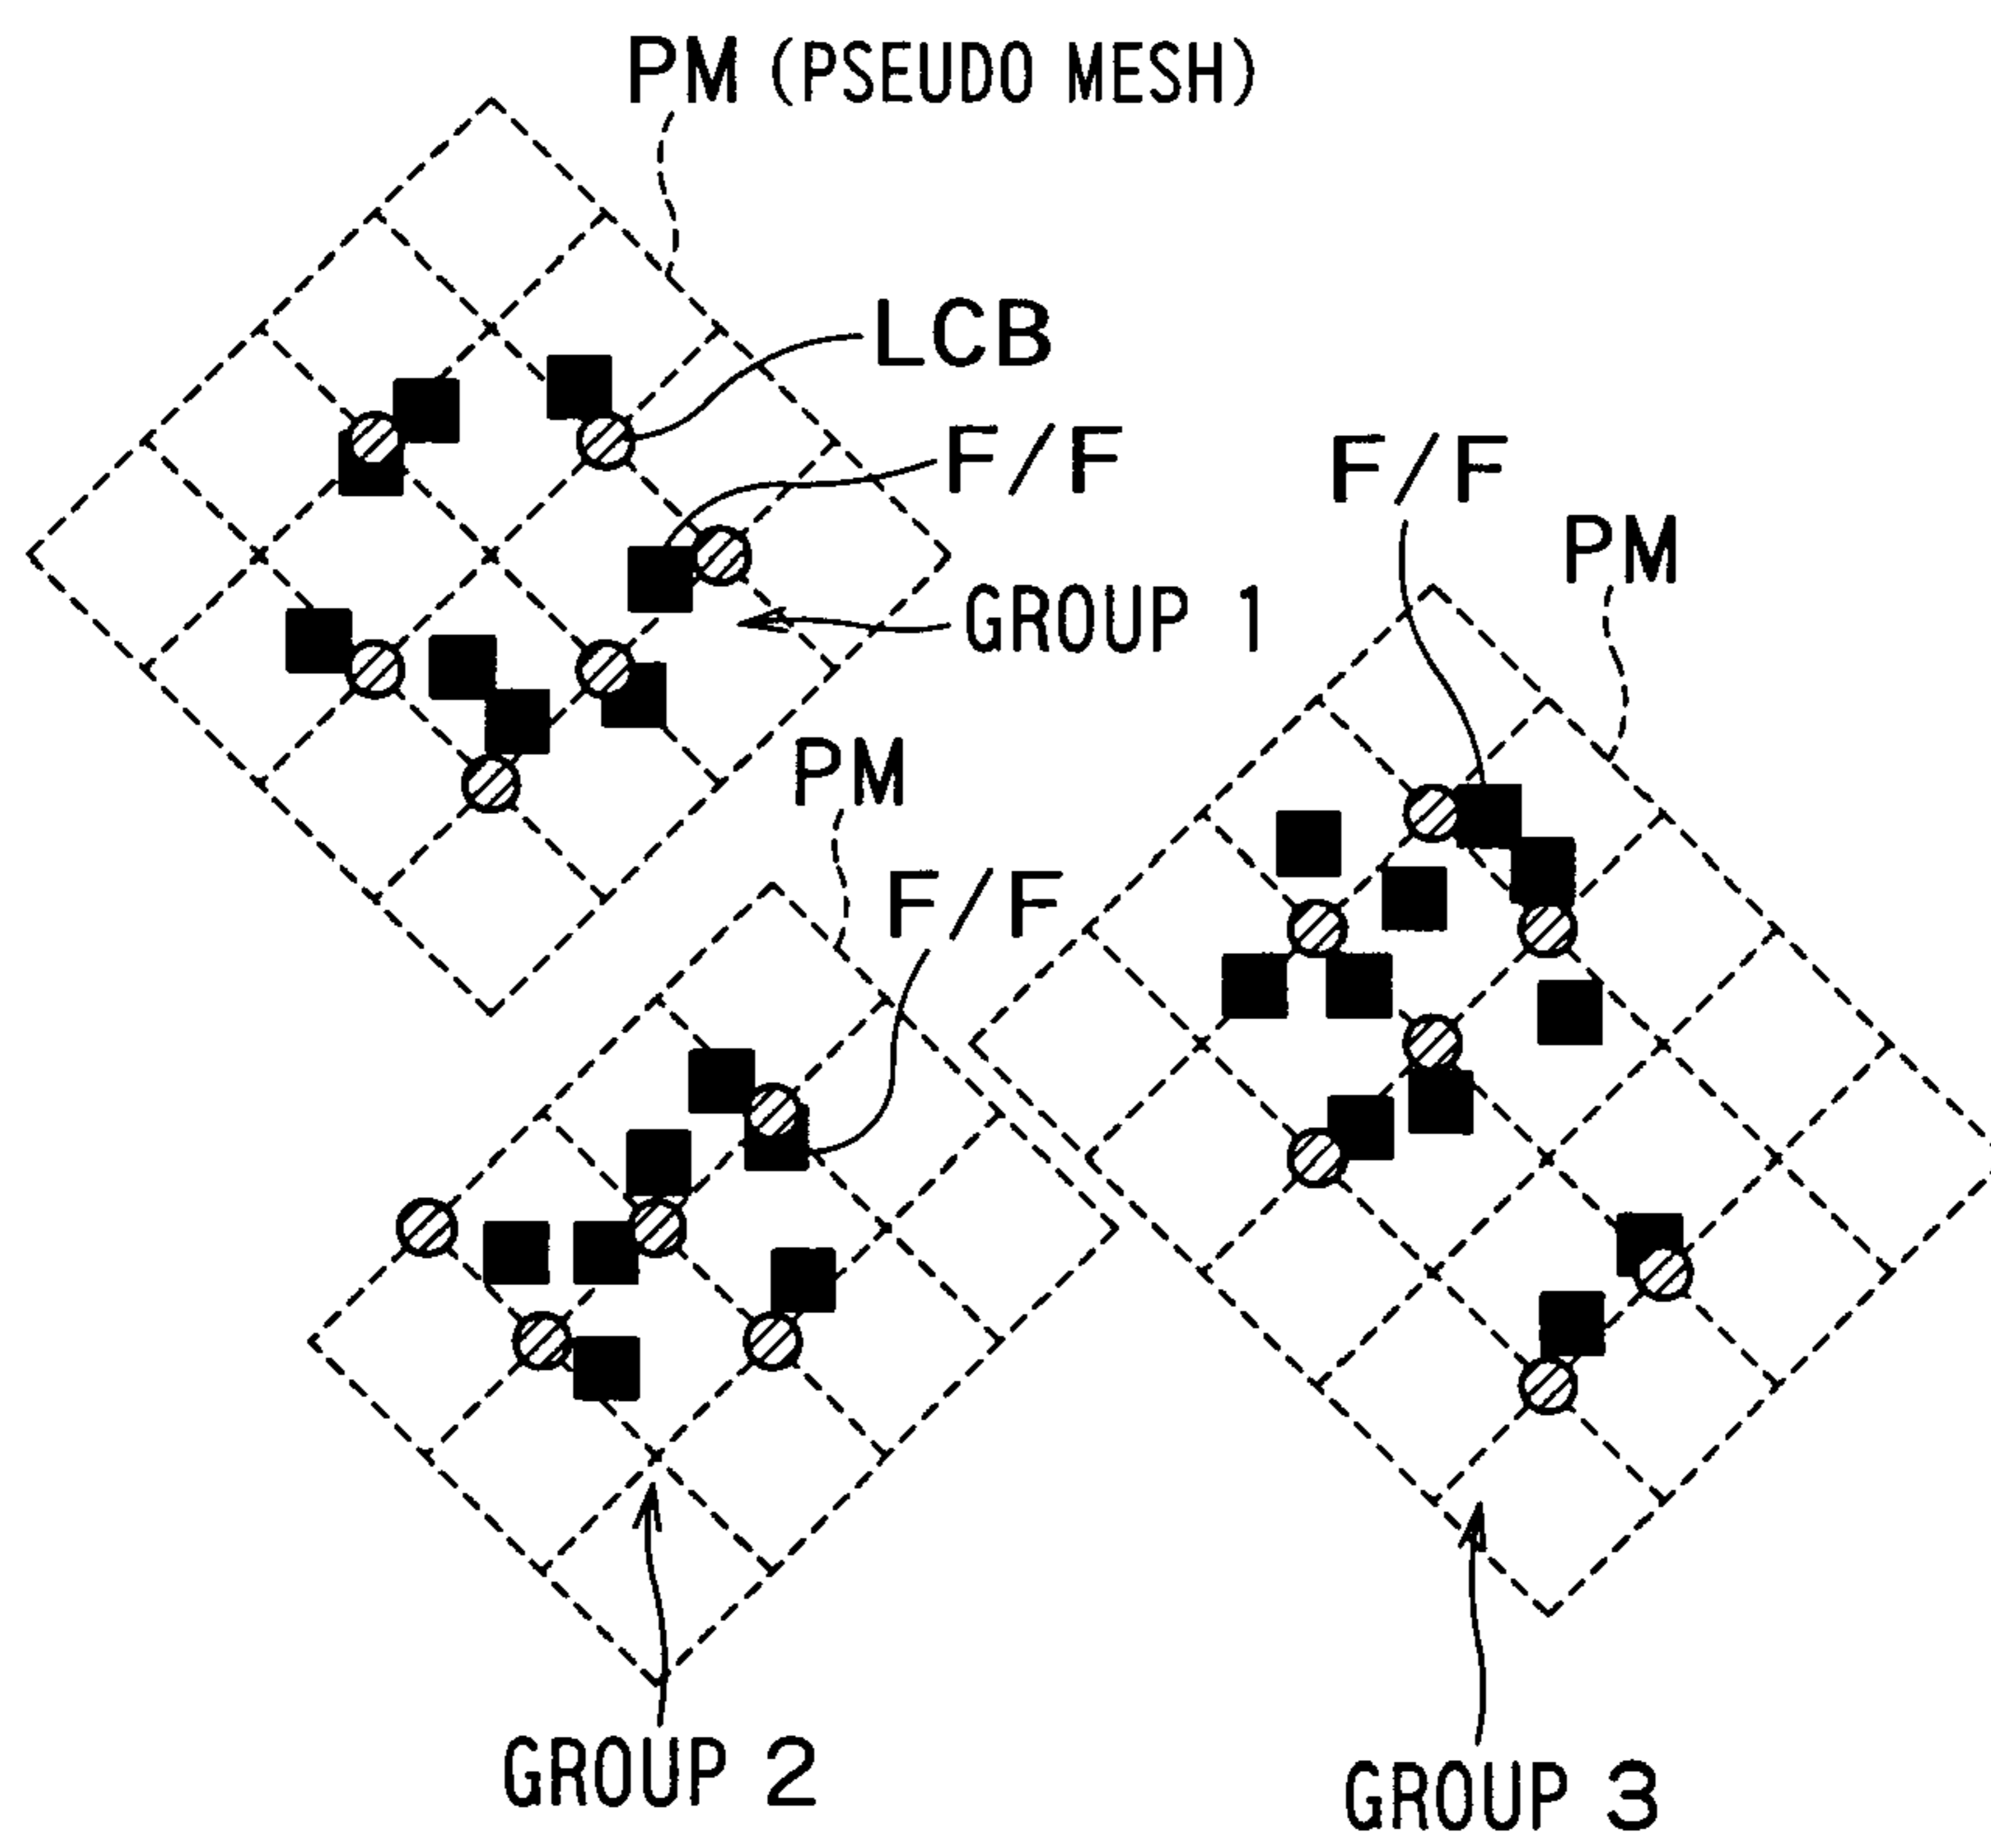 PM (PSEUDO MESH)
LCB
F/F
F/F
PM
GROUP 1
PM
F/F
GROUP 2
GROUP 3